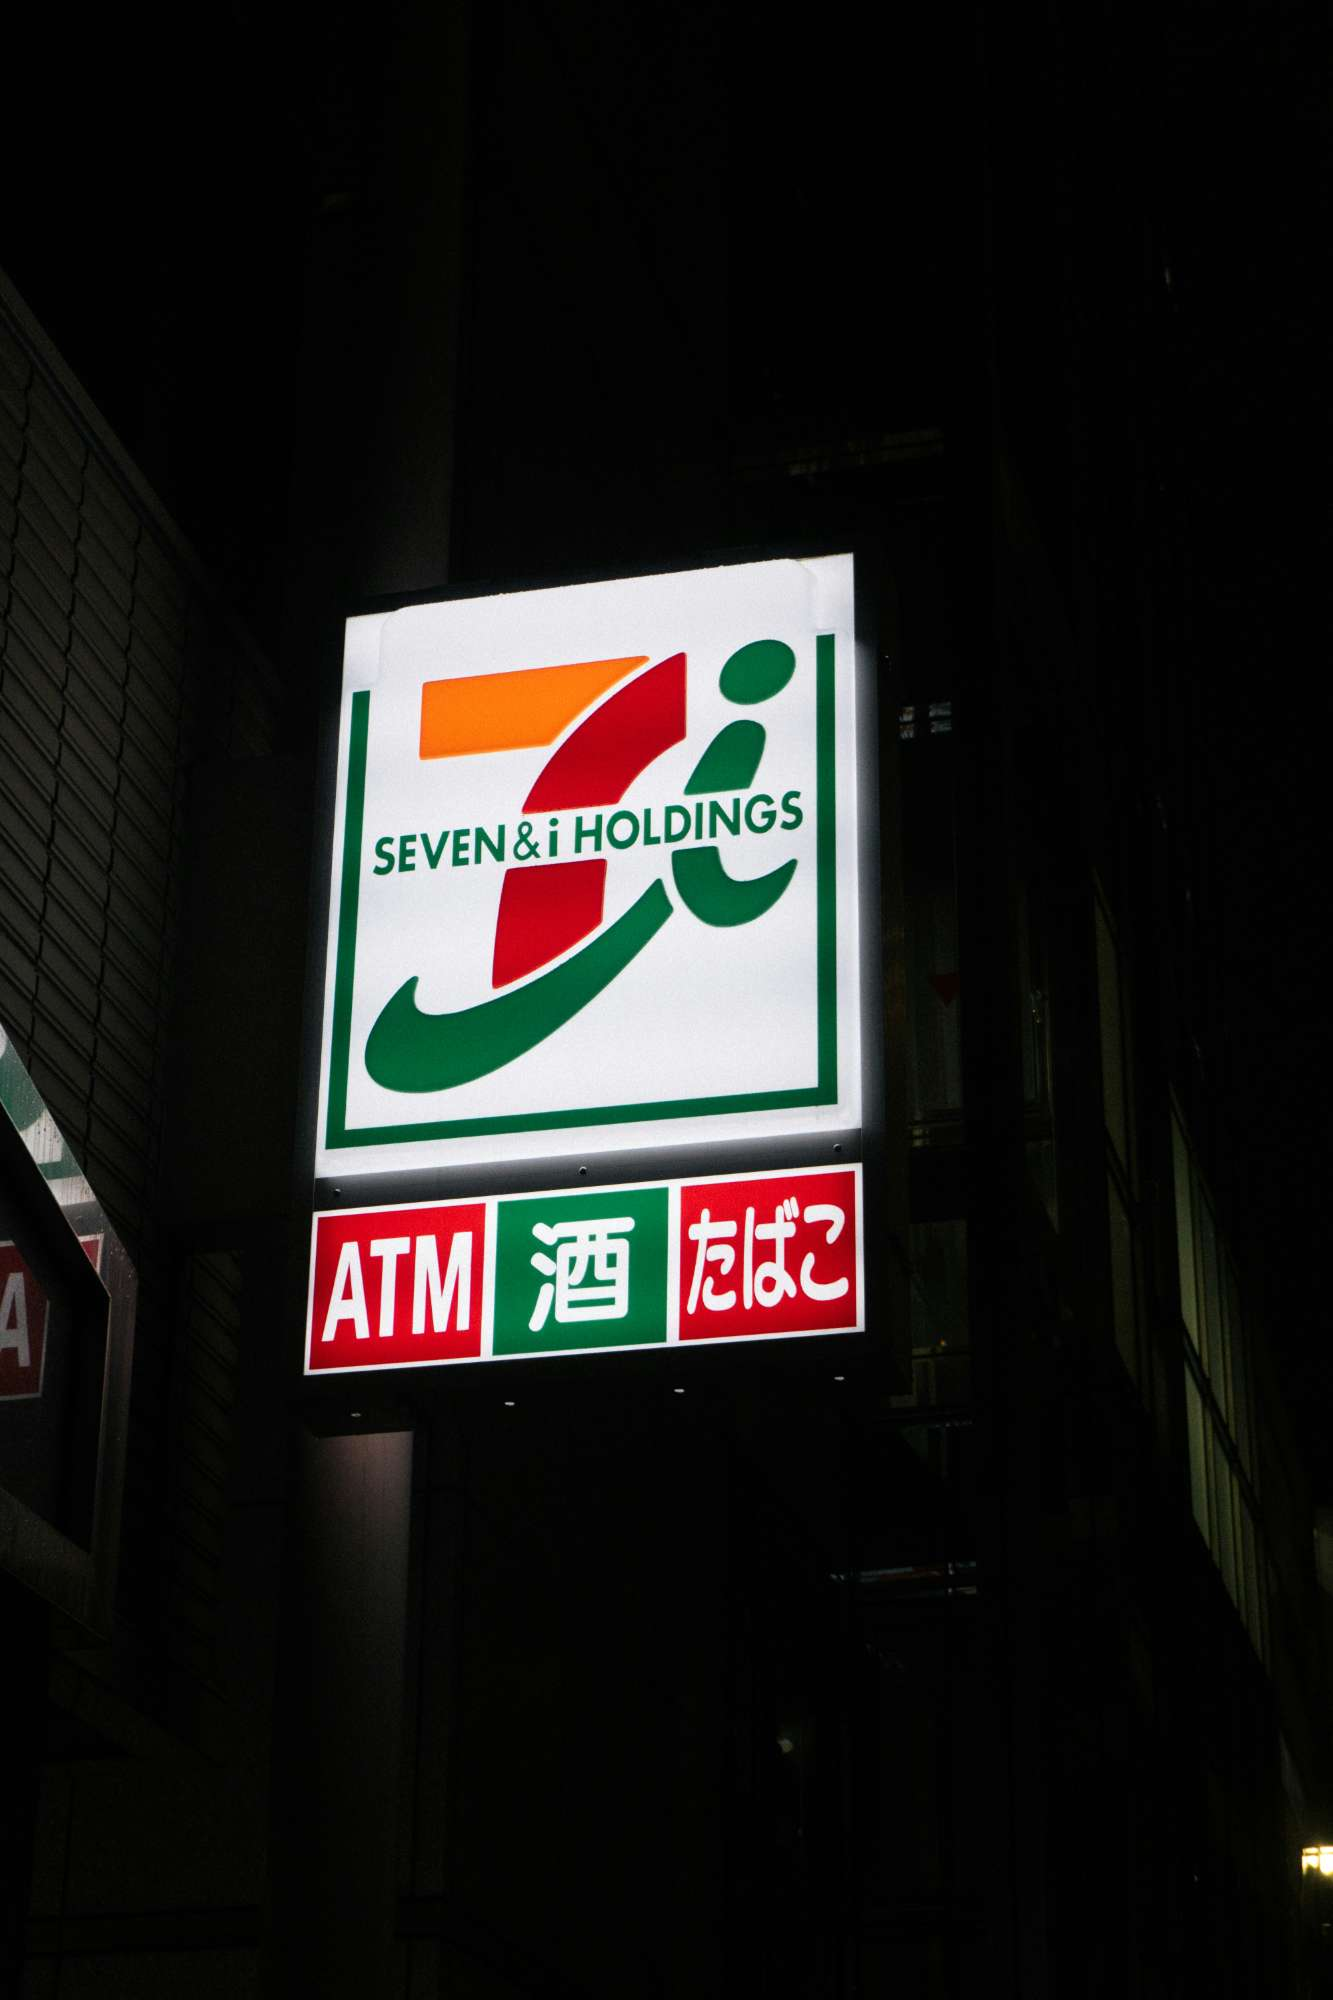 SEVEN & i HOLDINGS
ATM 酒 たばこ
A